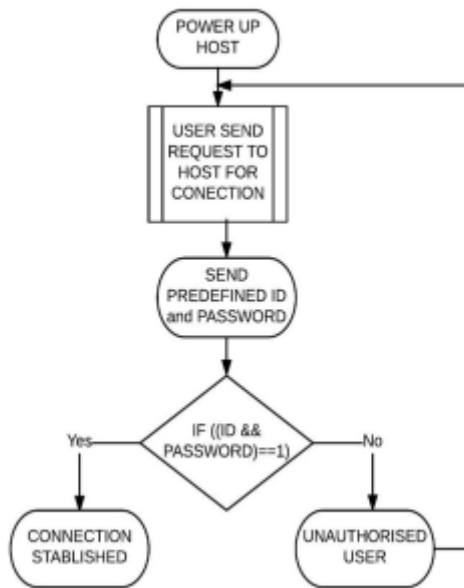 POWER UP
HOST
USER SEND
REQUEST TO
HOST FOR
CONECTION
SEND
PREDEFINED ID
and PASSWORD
IF ((ID &&
PASSWORD)==1)
Yes
No
CONNECTION
STABLISHED
UNAUTHORISED
USER